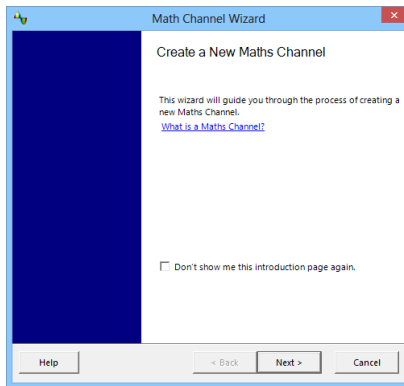 Math Channel Wizard
Create a New Maths Channel
This wizard will guide you through the process of creating a
new Maths Channel.
What is a Maths Channel?
Don't show me this introduction page again.
Help
< Back
Next >
Cancel